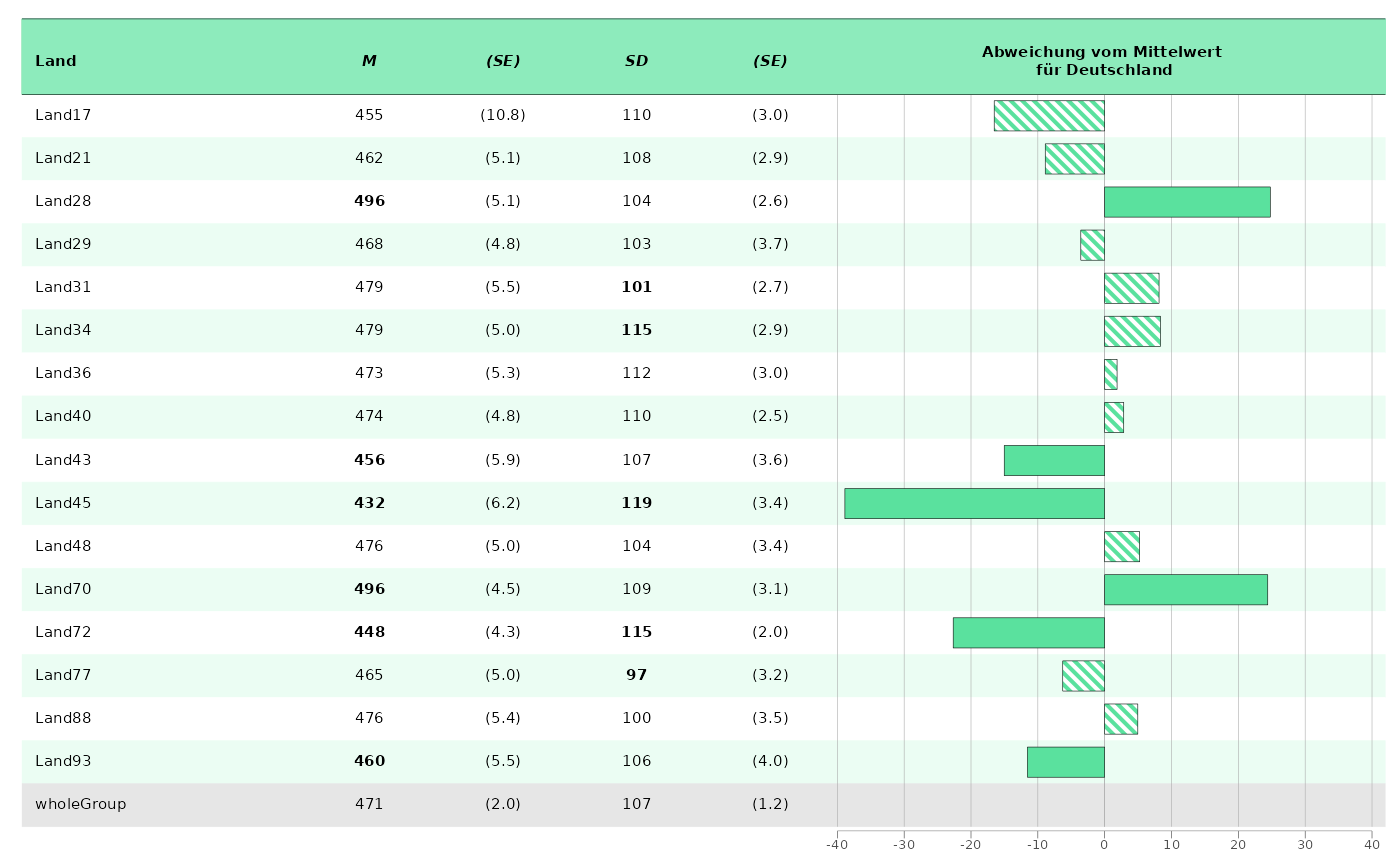 Land M (SE) SD (SE) Abweichung vom Mittelwert
für Deutschland
Land17 455 (10.8) 110 (3.0)
Land21 462 (5.1) 108 (2.9)
Land28 496 (5.1) 104 (2.6)
Land29 468 (4.8) 103 (3.7)
Land31 479 (5.5) 101 (2.7)
Land34 479 (5.0) 115 (2.9)
Land36 473 (5.3) 112 (3.0)
Land40 474 (4.8) 110 (2.5)
Land43 456 (5.9) 107 (3.6)
Land45 432 (6.2) 119 (3.4)
Land48 476 (5.0) 104 (3.4)
Land70 496 (4.5) 109 (3.1)
Land72 448 (4.3) 115 (2.0)
Land77 465 (5.0) 97 (3.2)
Land88 476 (5.4) 100 (3.5)
Land93 460 (5.5) 106 (4.0)
wholeGroup 471 (2.0) 107 (1.2)
-40 -30 -20 -10 0 10 20 30 40